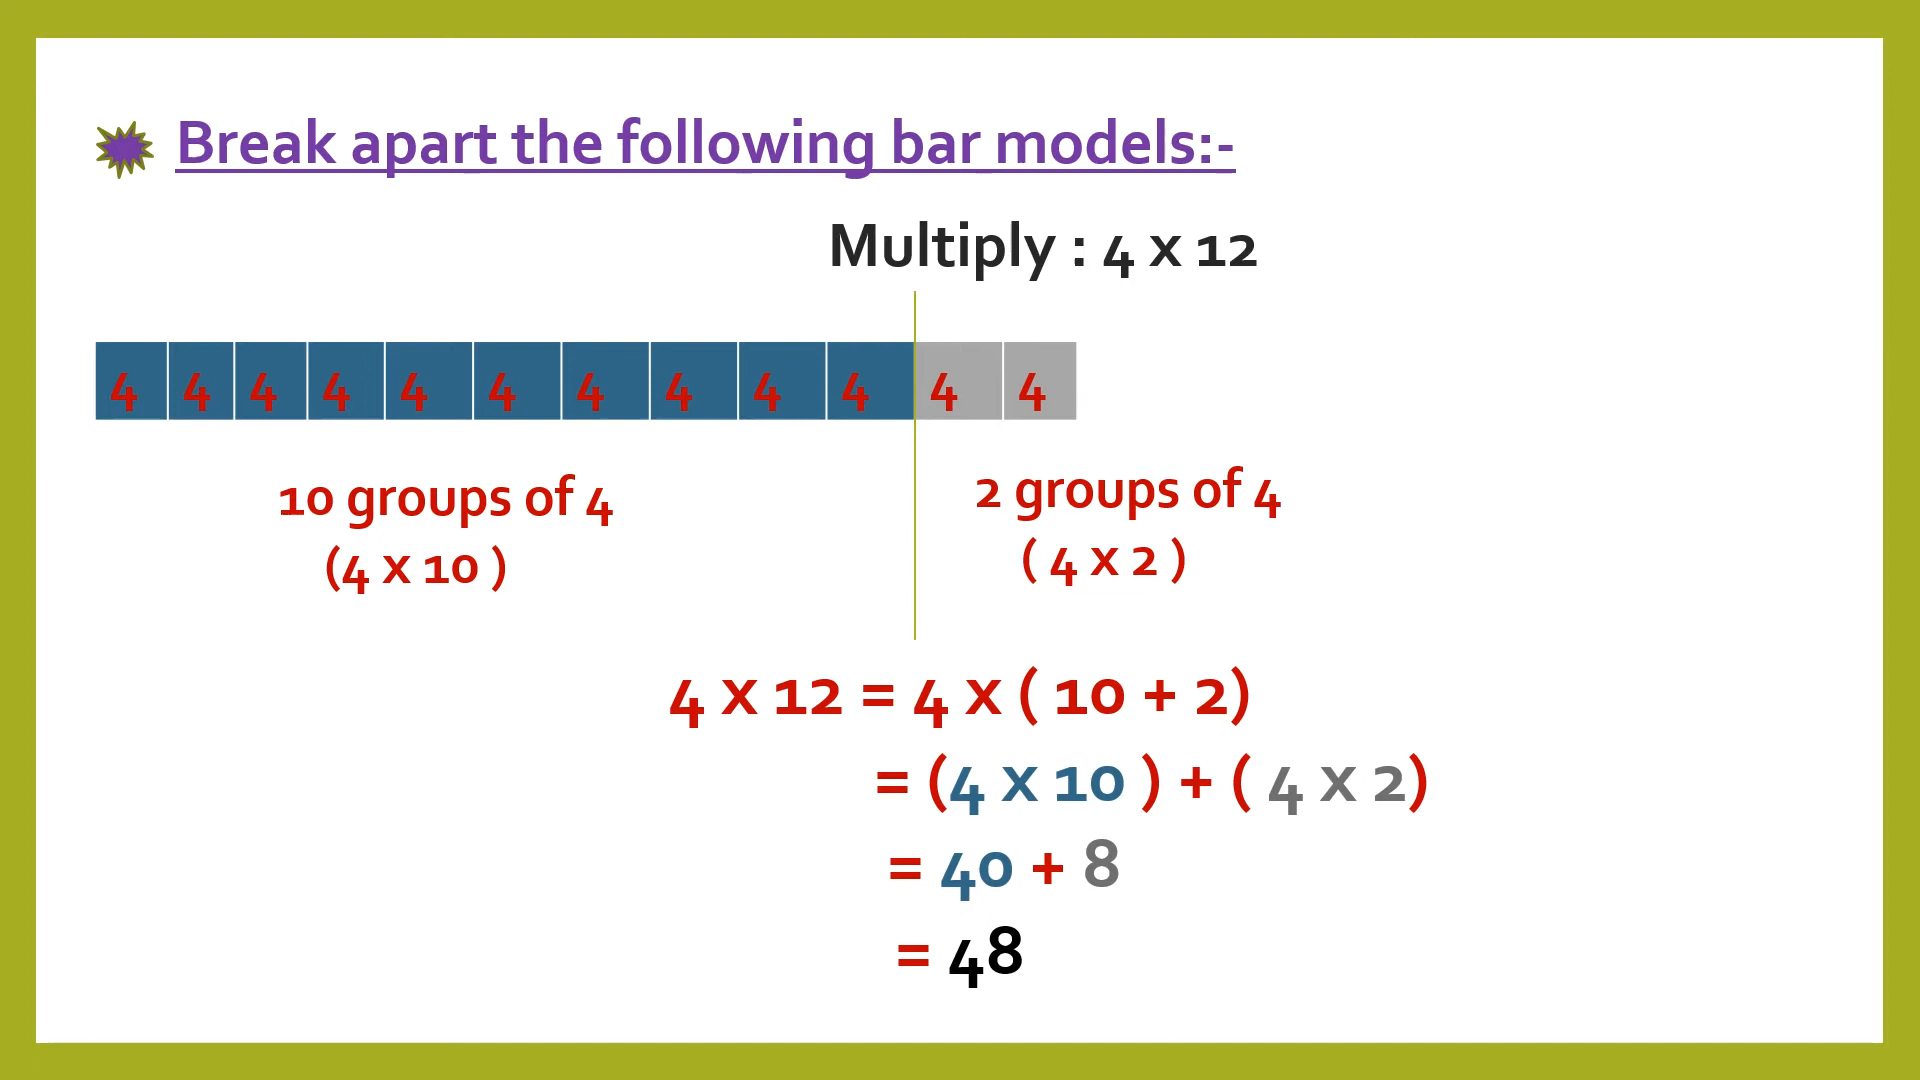 Break apart the following bar models:-
Multiply : 4 x 12
4 4 4 4 4 4 4 4 4 4 4 4
10 groups of 4
(4 x 10 )
2 groups of 4
( 4 x 2 )
4 x 12 = 4 x ( 10 + 2)
= (4 x 10 ) + ( 4 x 2)
= 40 + 8
= 48